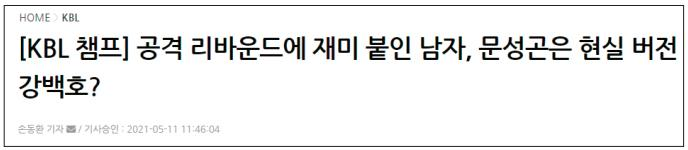 HOME > KBL
[KBL 챔프] 공격 리바운드에 재미 붙인 남자, 문성곤은 현실 버전
강백호?
손동환 기자 / 기사승인 : 2021-05-11 11:46:04